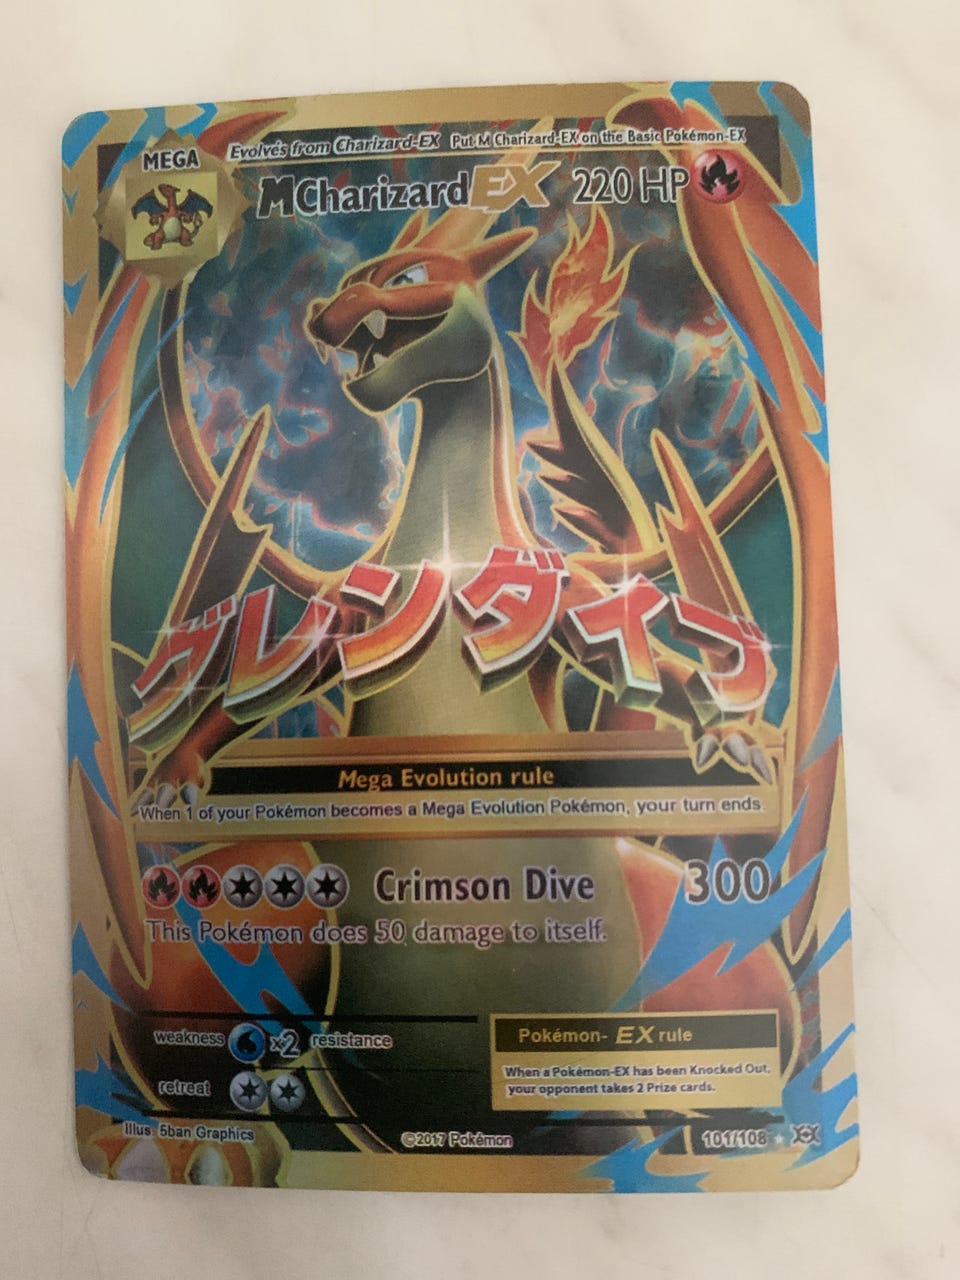 Evolves from Charizard-EX Put M Charizard-EX on the Basic Pokémon-EX
MEGA
M Charizard EX 220 HP
グレンダイブ
Mega Evolution rule
When 1 of your Pokémon becomes a Mega Evolution Pokémon, your turn ends.
Crimson Dive 300
This Pokémon does 50 damage to itself.
weakness x2 resistance
retreat
Pokémon-EX rule
When a Pokémon-EX has been Knocked Out,
your opponent takes 2 Prize cards.
Illus. 5ban Graphics
©2017 Pokémon
101/108